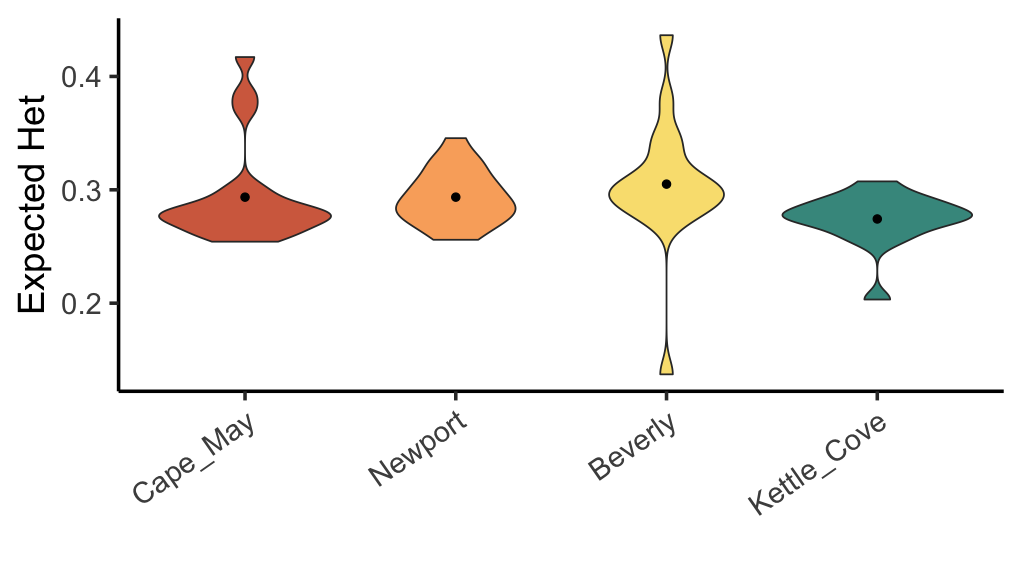 Expected Het
0.4
0.3
0.2
Cape_May
Newport
Beverly
Kettle_Cove